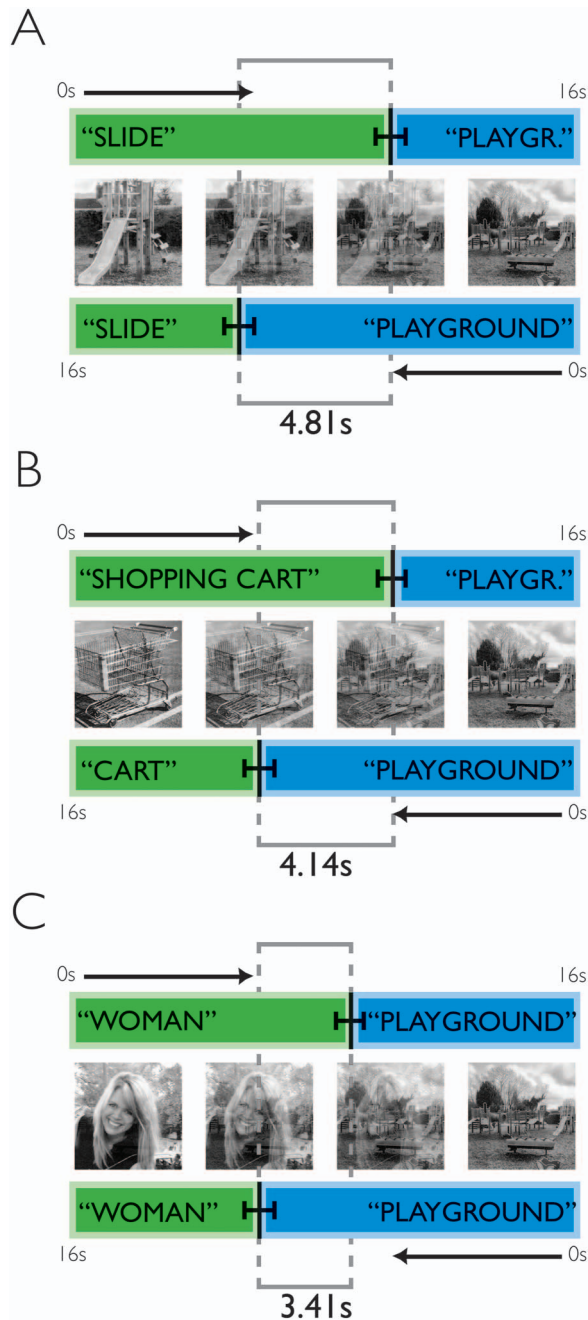 A
0s 16s
“SLIDE” “PLAYGR.”
“SLIDE” “PLAYGROUND”
16s 0s
4.81s
B
0s 16s
“SHOPPING CART” “PLAYGR.”
“CART” “PLAYGROUND”
16s 0s
4.14s
C
0s 16s
“WOMAN” “PLAYGROUND”
“WOMAN” “PLAYGROUND”
16s 0s
3.41s